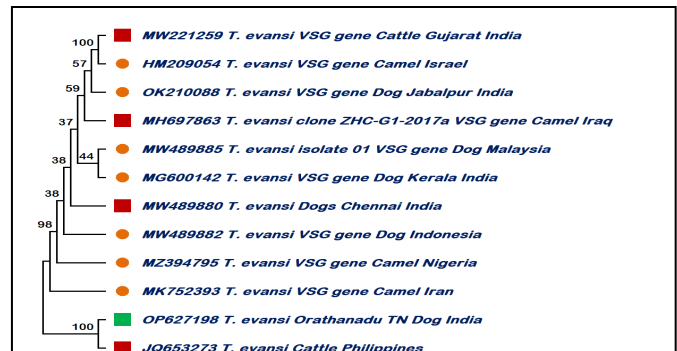 100 MW221259 T. evansi VSG gene Cattle Gujarat India
57 HM209054 T. evansi VSG gene Camel Israel
59 OK210088 T. evansi VSG gene Dog Jabalpur India
37 MH697863 T. evansi clone ZHC-G1-2017a VSG gene Camel Iraq
44 MW489885 T. evansi isolate 01 VSG gene Dog Malaysia
38 MG600142 T. evansi VSG gene Dog Kerala India
38 MW489880 T. evansi Dogs Chennai India
98 MW489882 T. evansi VSG gene Dog Indonesia
MZ394795 T. evansi VSG gene Camel Nigeria
MK752393 T. evansi VSG gene Camel Iran
100 OP627198 T. evansi Orathanadu TN Dog India
JQ653273 T. evansi Cattle Philippines